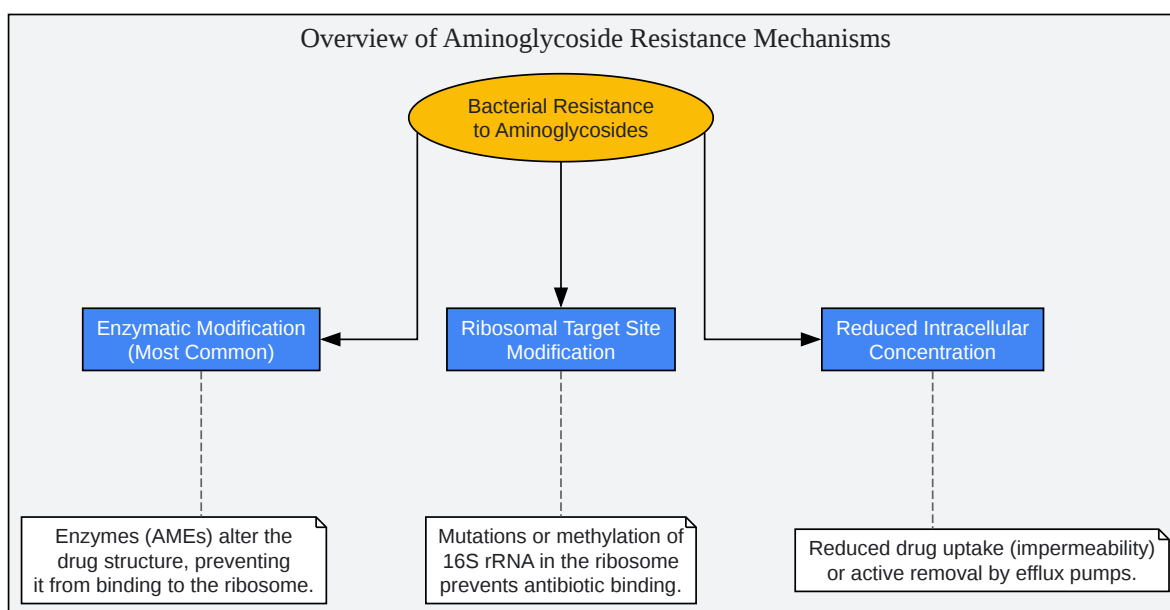 Overview of Aminoglycoside Resistance Mechanisms
Bacterial Resistance
to Aminoglycosides
Enzymatic Modification
(Most Common)
Ribosomal Target Site
Modification
Reduced Intracellular
Concentration
Enzymes (AMEs) alter the
drug structure, preventing
it from binding to the ribosome.
Mutations or methylation of
16S rRNA in the ribosome
prevents antibiotic binding.
Reduced drug uptake (impermeability)
or active removal by efflux pumps.